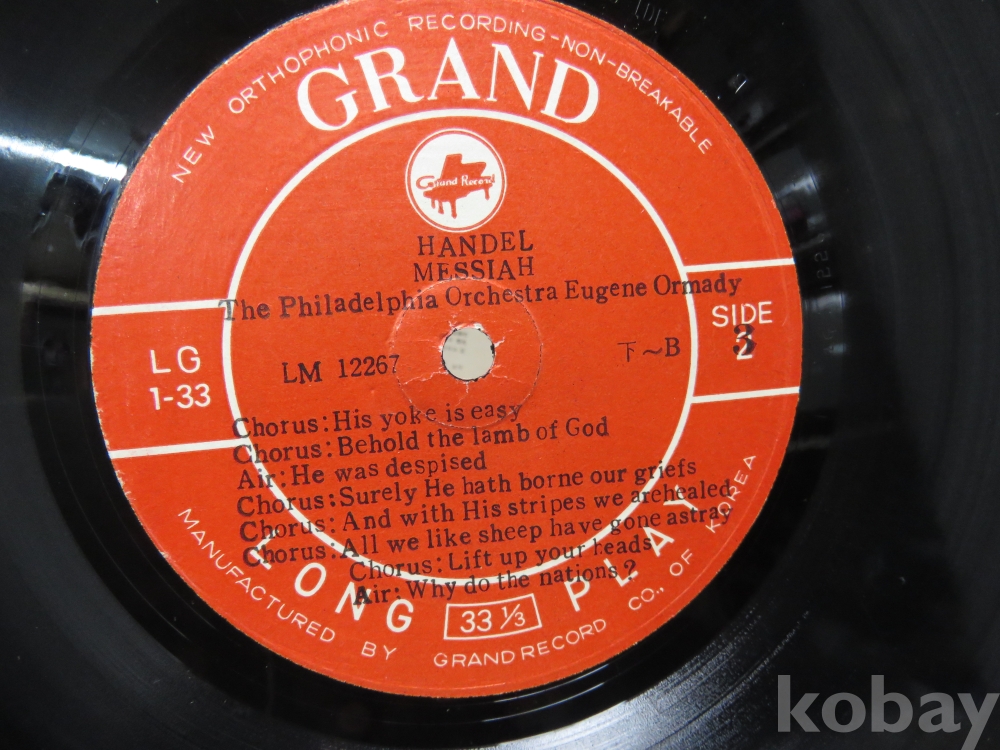 NEW ORTHOPHONIC RECORDING-NON-BREAKABLE
GRAND
Grand Record
HANDEL
MESSIAH
The Philadelphia Orchestra Eugene Ormady
SIDE
3
LG
1-33
LM 12267
下~B
Chorus:His yoke is easy
Chorus:Behold the lamb of God
Air:He was despised
Chorus:Surely He hath borne our griefs
Chorus:And with His stripes we arehealed
Chorus:All we like sheep have gone astray
Chorus:Lift up your heads
Air:Why do the nations?
LONG PLAY
33 1/3
MANUFACTURED BY GRAND RECORD CO., OF KOREA
kobay